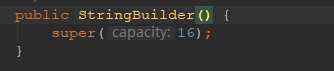 public StringBuilder() {
super( capacity: 16);
}